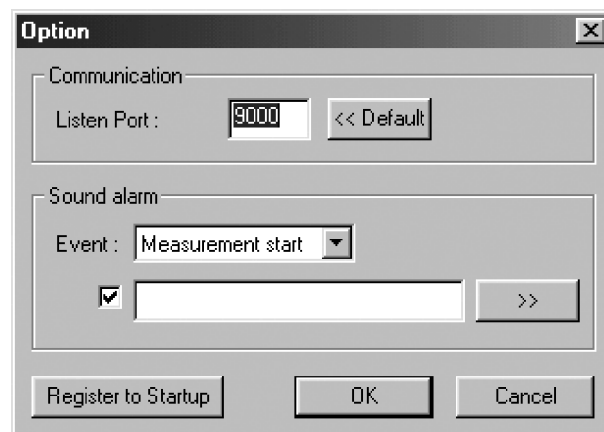 Option
Communication
Listen Port :
9000
<< Default
Sound alarm
Event :
Measurement start
>>
Register to Startup
OK
Cancel